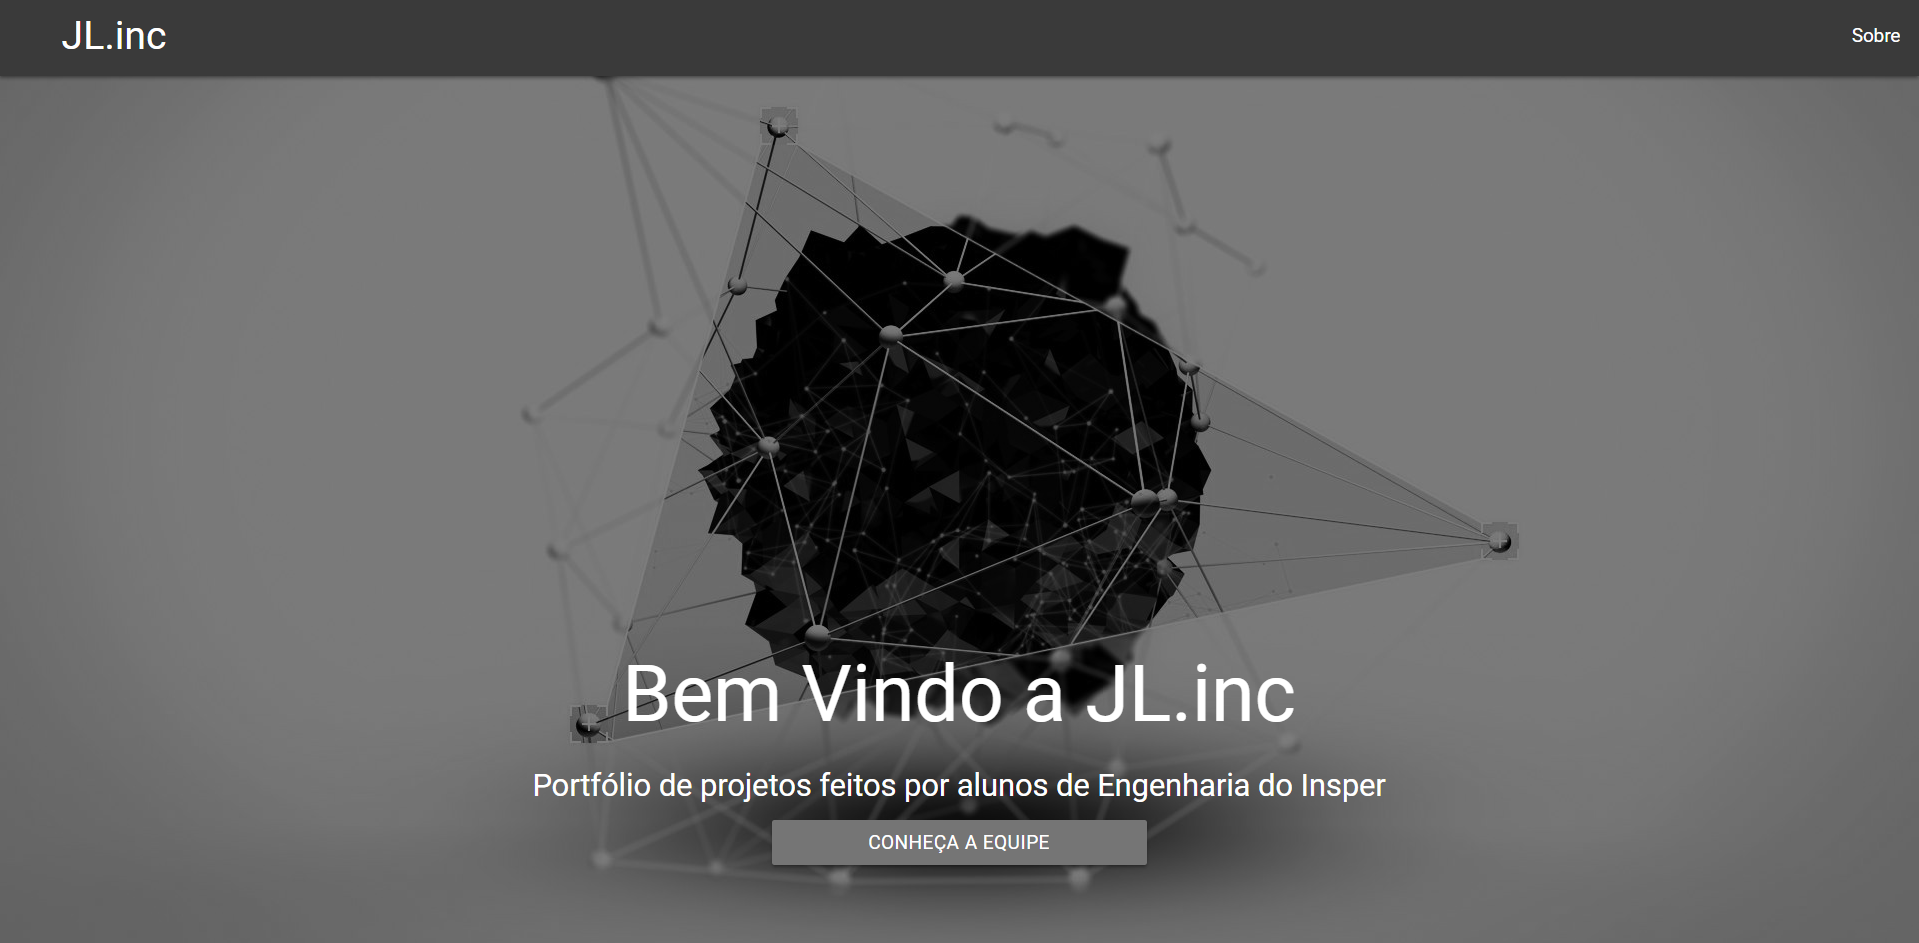 JL.inc
Sobre
Bem Vindo a JL.inc
Portfólio de projetos feitos por alunos de Engenharia do Insper
CONHEÇA A EQUIPE